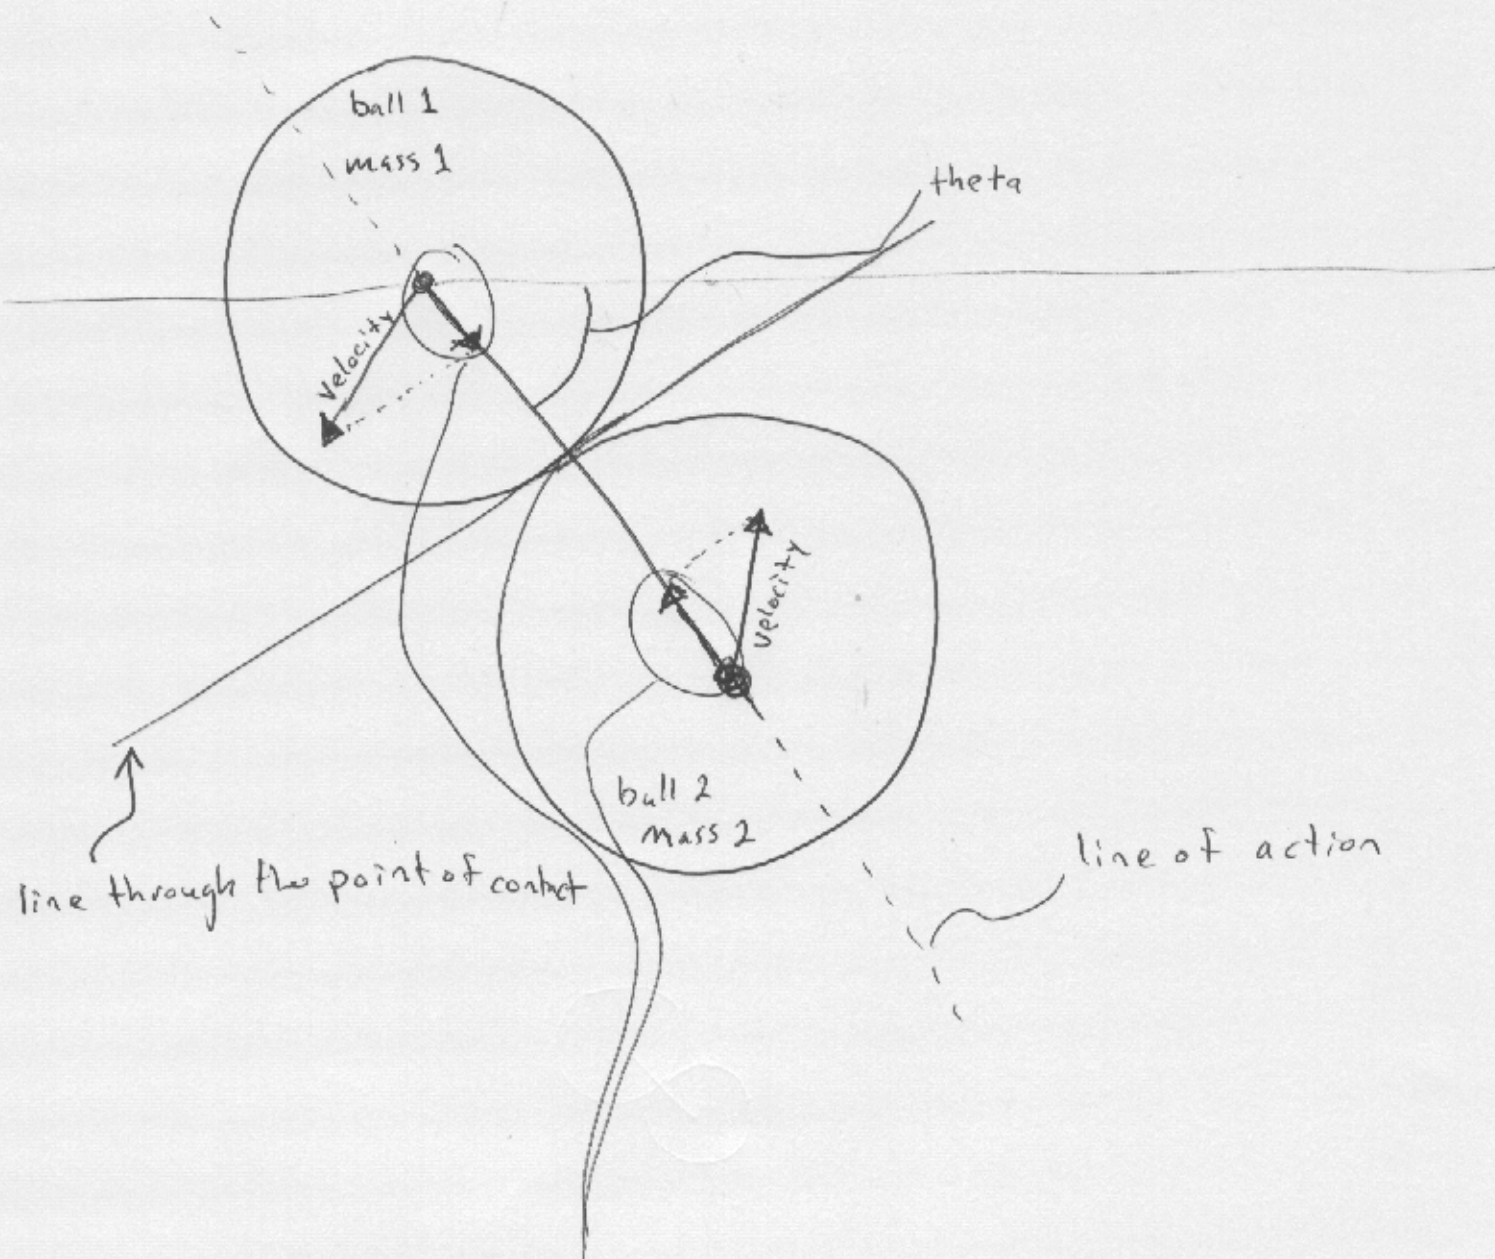 ball 1
mass 1
theta
velocity
velocity
ball 2
mass 2
line of action
line through the point of contact